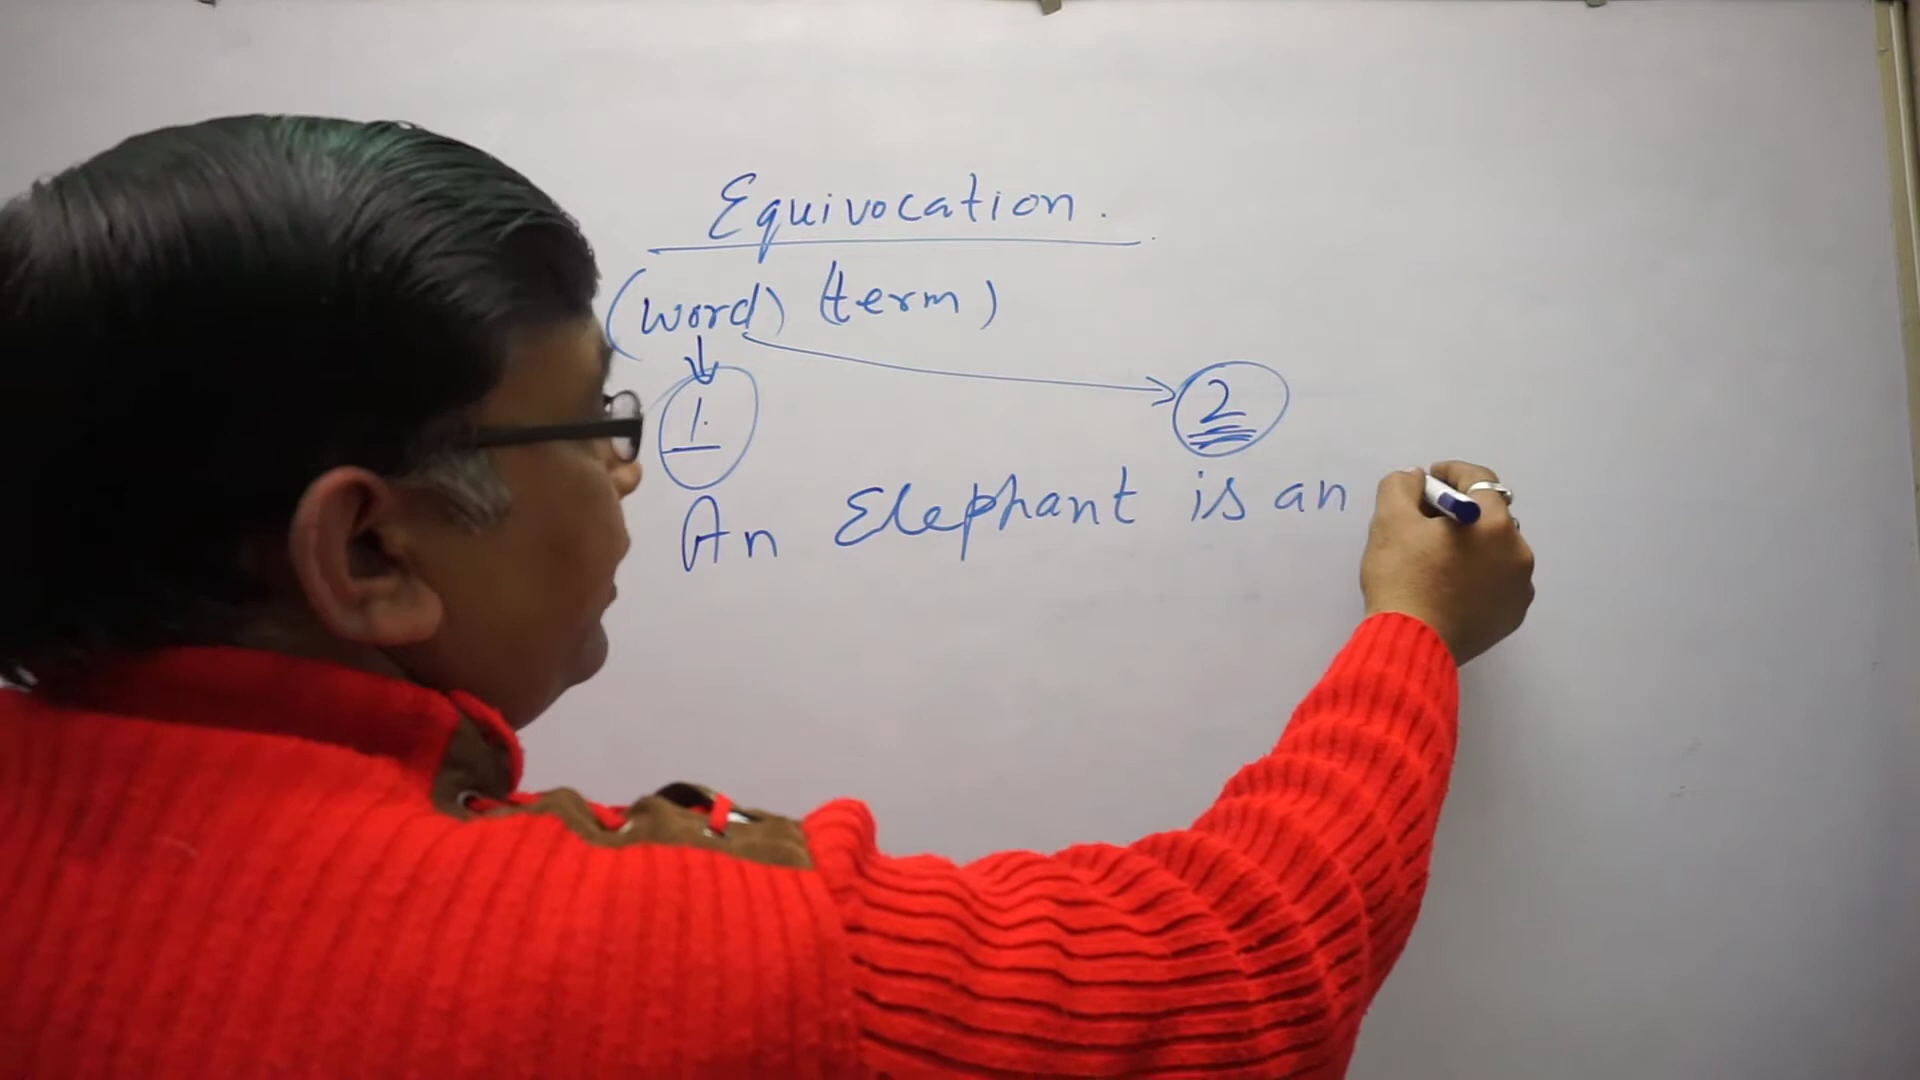 Equivocation.
(word) (term)
1. 2
An Elephant is an